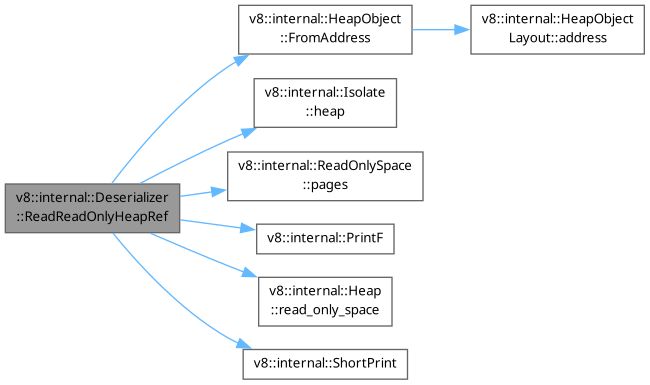 v8::internal::HeapObject
::FromAddress
v8::internal::HeapObject
Layout::address
v8::internal::Isolate
::heap
v8::internal::ReadOnlySpace
::pages
v8::internal::Deserializer
::ReadReadOnlyHeapRef
v8::internal::PrintF
v8::internal::Heap
::read_only_space
v8::internal::ShortPrint